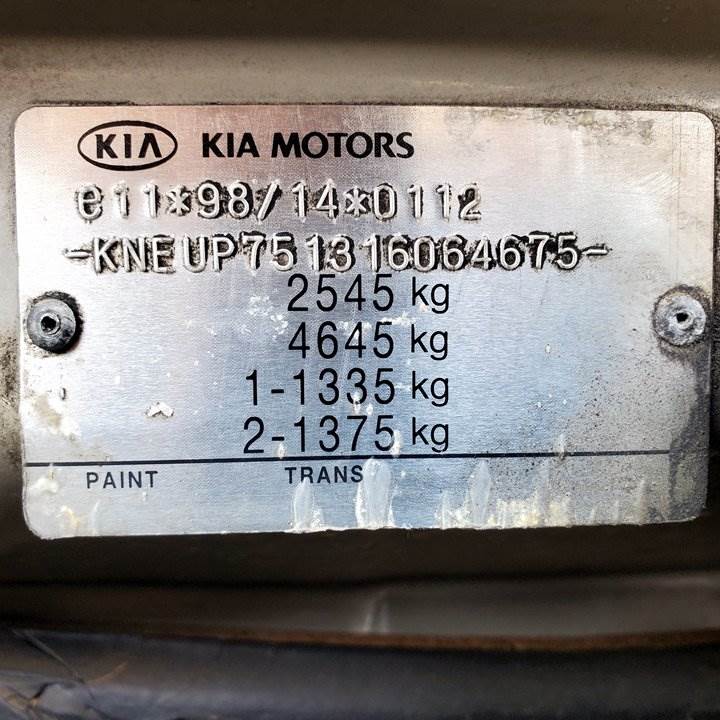 KIA KIA MOTORS
e11*98/14*0112
-KNEUP751316064675-
2545 kg
4645 kg
1-1335 kg
2-1375 kg
PAINT TRANS